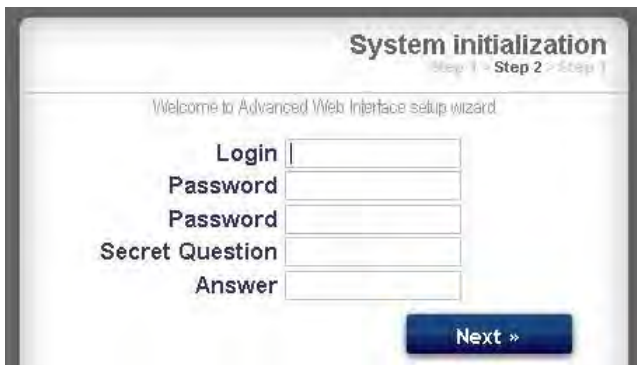 System initialization
Step 1 > Step 2 > Step 1
Welcome to Advanced Web Interface setup wizard
Login
Password
Password
Secret Question
Answer
Next »